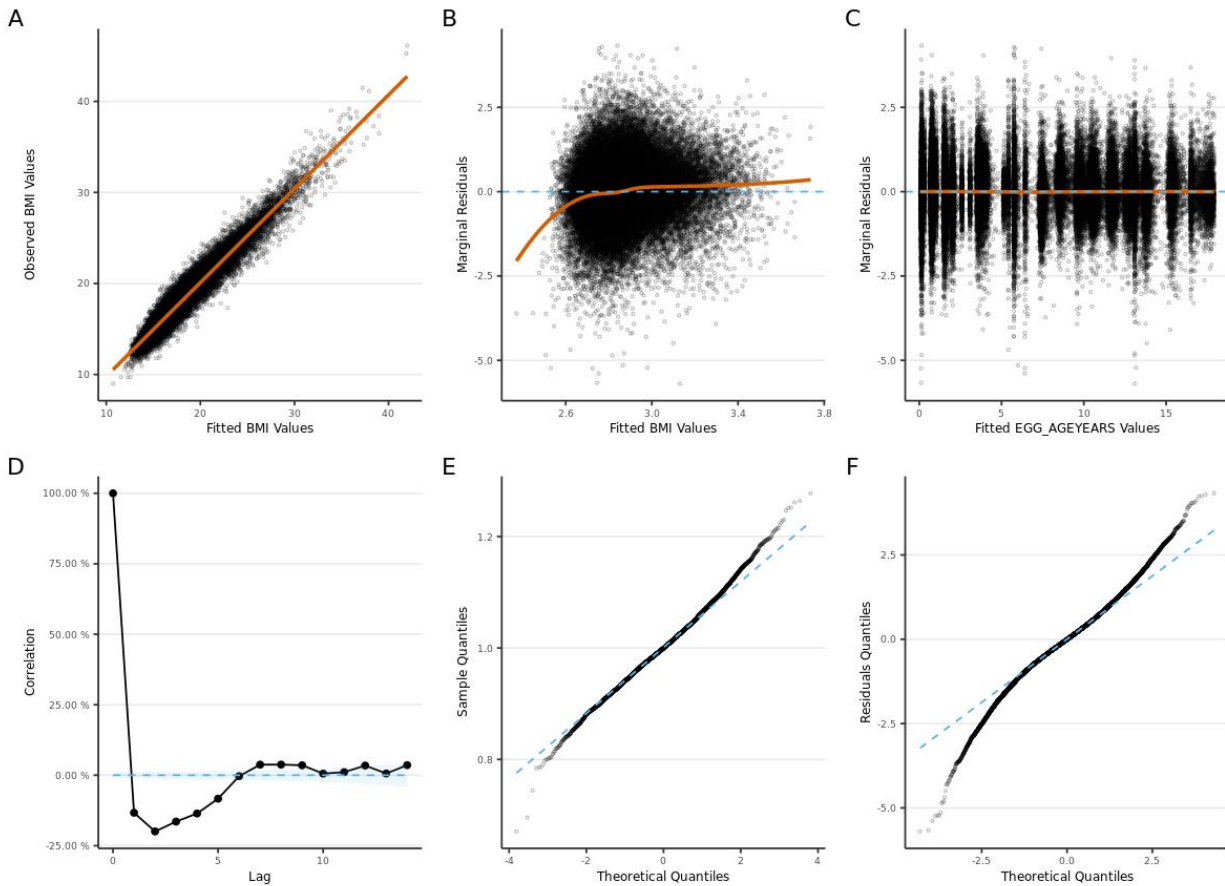 A
Observed BMI Values
40
30
20
10
10 20 30 40
Fitted BMI Values
B
Marginal Residuals
2.5
0.0
-2.5
-5.0
2.6 3.0 3.4 3.8
Fitted BMI Values
C
Marginal Residuals
2.5
0.0
-2.5
-5.0
0 5 10 15
Fitted EGG_AGEYEARS Values
D
Correlation
100.00 %
75.00 %
50.00 %
25.00 %
0.00 %
-25.00 %
0 5 10
Lag
E
Sample Quantiles
1.2
1.0
0.8
-4 -2 0 2 4
Theoretical Quantiles
F
Residuals Quantiles
2.5
0.0
-2.5
-5.0
-2.5 0.0 2.5
Theoretical Quantiles